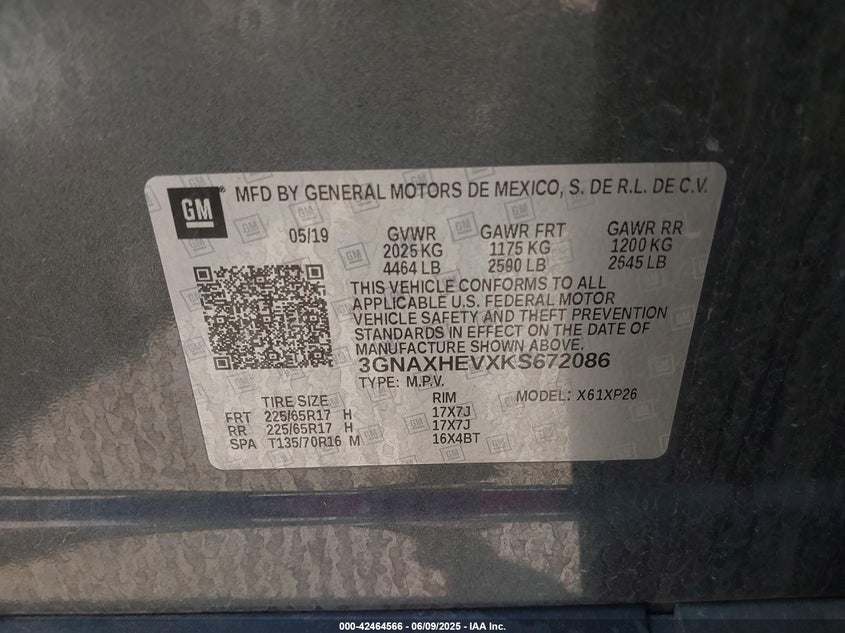 GM
MFD BY GENERAL MOTORS DE MEXICO, S. DE R.L. DE C.V.
05/19 GVWR GAWR FRT GAWR RR
2025 KG 1175 KG 1200 KG
4464 LB 2590 LB 2645 LB
THIS VEHICLE CONFORMS TO ALL
APPLICABLE U.S. FEDERAL MOTOR
VEHICLE SAFETY AND THEFT PREVENTION
STANDARDS IN EFFECT ON THE DATE OF
MANUFACTURE SHOWN ABOVE.
3GNAXHEVXKS672086
TYPE: M.P.V. MODEL: X61XP26
TIRE SIZE RIM
FRT 225/65R17 H 17X7J
RR 225/65R17 H 17X7J
SPA T135/70R16 M 16X4BT
000-42464566 - 06/09/2025 - IAA Inc.